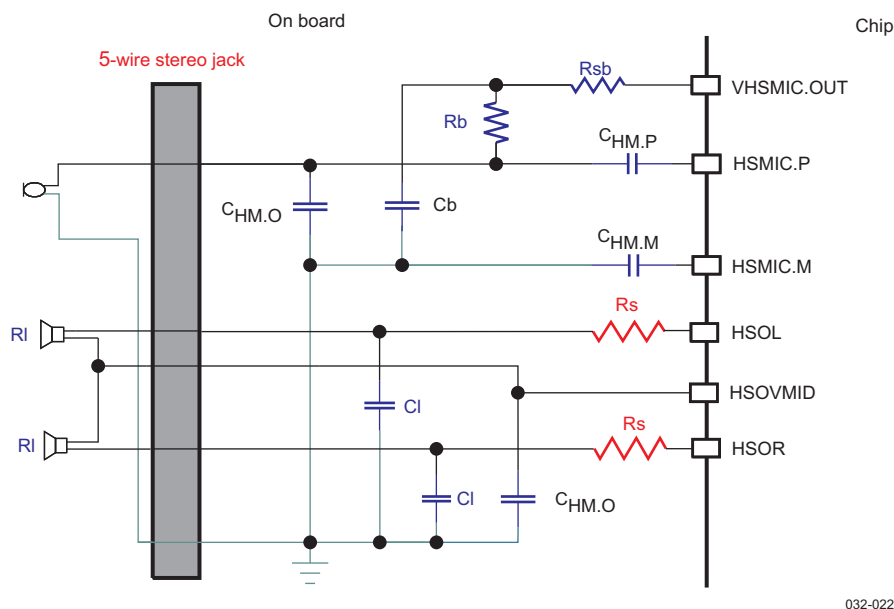 On board
Chip
5-wire stereo jack
Rsb
VHSMIC.OUT
Rb
CHM.P
HSMIC.P
CHM.O
Cb
CHM.M
HSMIC.M
Rl
Rs
HSOL
HSOVMID
Cl
Rs
Rl
HSOR
Cl
CHM.O
032-022